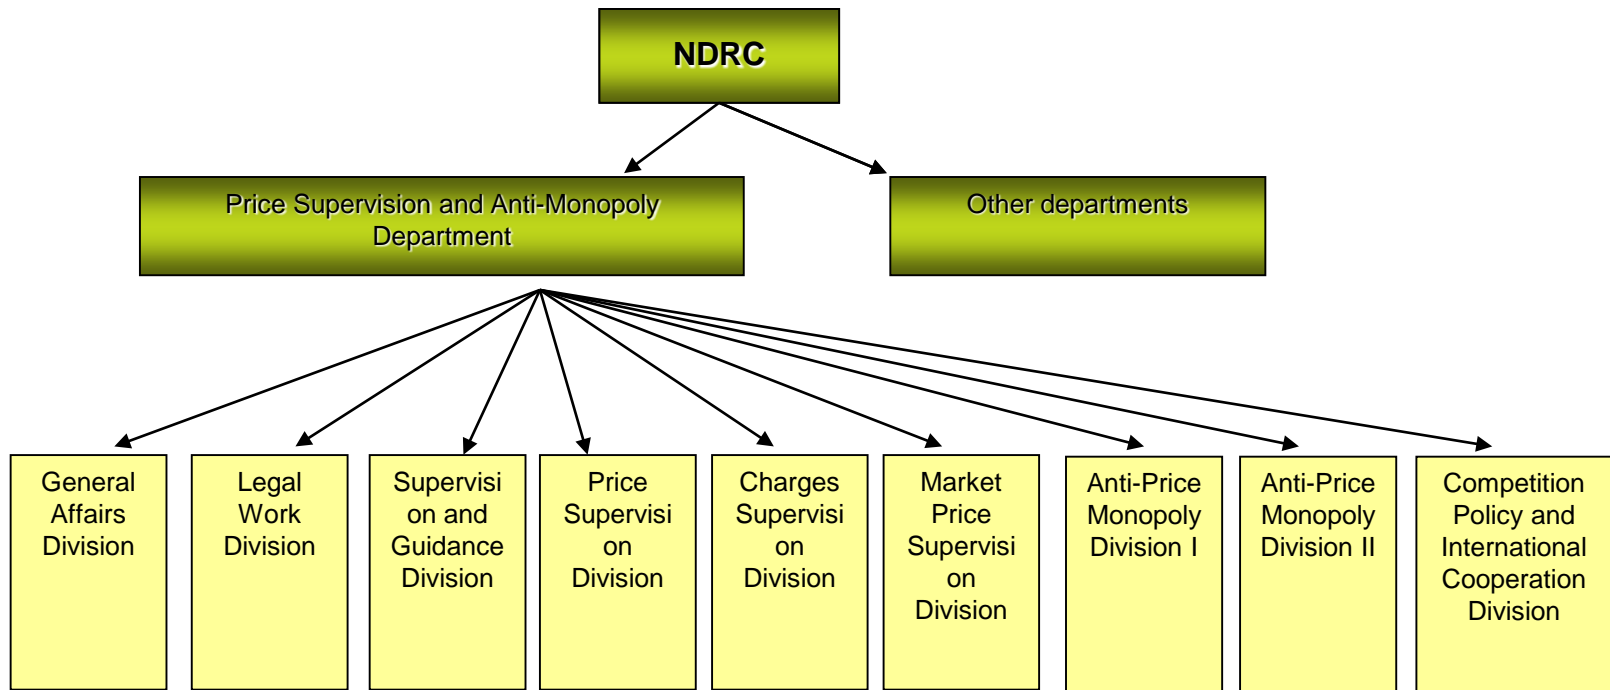 NDRC
Price Supervision and Anti-Monopoly
Department
Other departments
General
Affairs
Division
Legal
Work
Division
Supervisi
on and
Guidance
Division
Price
Supervisi
on
Division
Charges
Supervisi
on
Division
Market
Price
Supervisi
on
Division
Anti-Price
Monopoly
Division I
Anti-Price
Monopoly
Division II
Competition
Policy and
International
Cooperation
Division